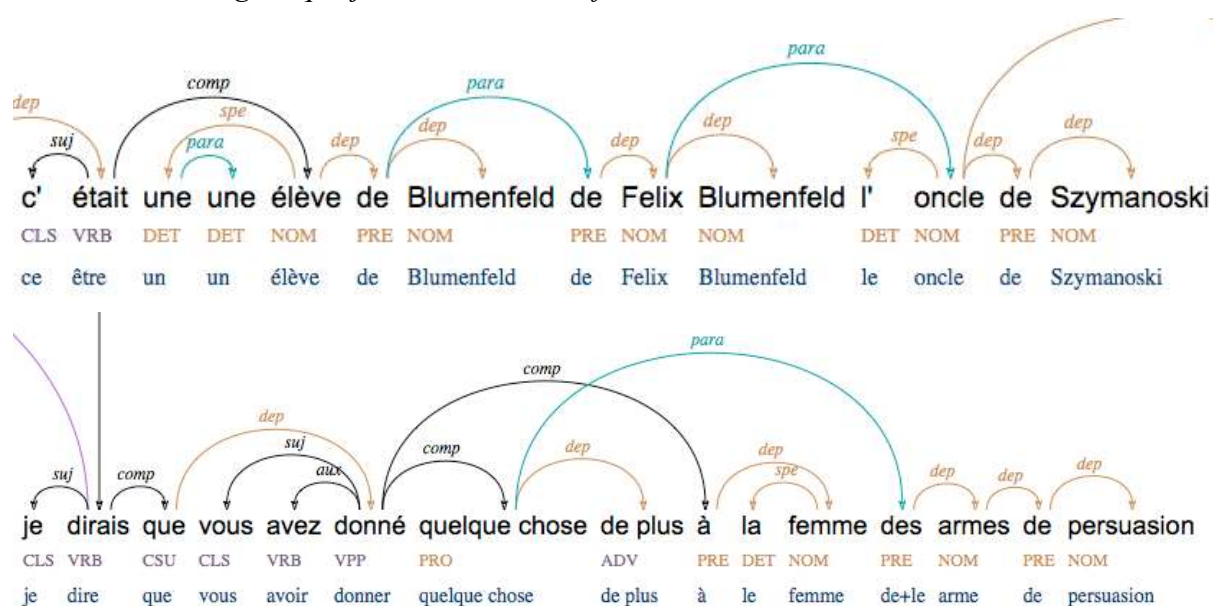 dep suj comp spe para dep dep para dep dep para spe dep dep
c' était une une élève de Blumenfeld de Felix Blumenfeld l' oncle de Szymanoski
CLS VRB DET DET NOM PRE NOM PRE NOM NOM DET NOM PRE NOM
ce être un un élève de Blumenfeld de Felix Blumenfeld le oncle de Szymanoski
suj comp dep suj aux comp comp dep para dep spe dep dep dep
je dirais que vous avez donné quelque chose de plus à la femme des armes de persuasion
CLS VRB CSU CLS VRB VPP PRO ADV PRE DET NOM PRE NOM PRE NOM
je dire que vous avoir donner quelque chose de plus à le femme de+le arme de persuasion